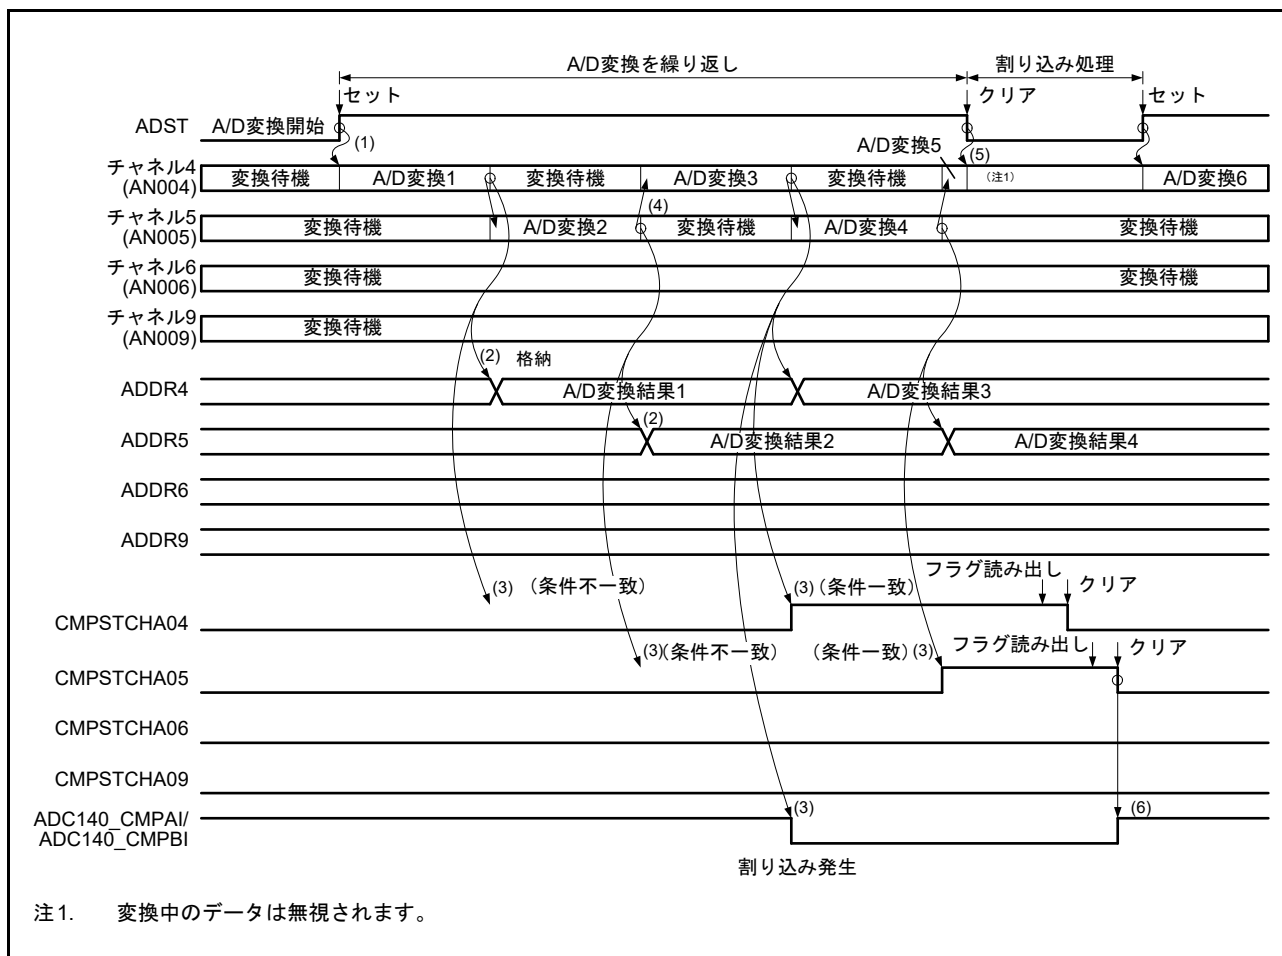 A/D変換を繰り返し 割り込み処理
セット クリア セット
ADST A/D変換開始
(1) A/D変換5 (5)
チャネル4
(AN004) 変換待機 A/D変換1 変換待機 A/D変換3 変換待機 (注1) A/D変換6
(4)
チャネル5
(AN005) 変換待機 A/D変換2 変換待機 A/D変換4 変換待機
チャネル6
(AN006) 変換待機 変換待機
チャネル9
(AN009) 変換待機
(2) 格納
ADDR4 A/D変換結果1 A/D変換結果3
(2)
ADDR5 A/D変換結果2 A/D変換結果4
ADDR6
ADDR9
フラグ読み出し クリア
(3) (条件不一致) (3) (条件一致)
CMPSTCHA04
(3)(条件不一致) (条件一致) (3) フラグ読み出し クリア
CMPSTCHA05
CMPSTCHA06
CMPSTCHA09
ADC140_CMPAI/
ADC140_CMPBI (3) (6)
割り込み発生
注1. 変換中のデータは無視されます。